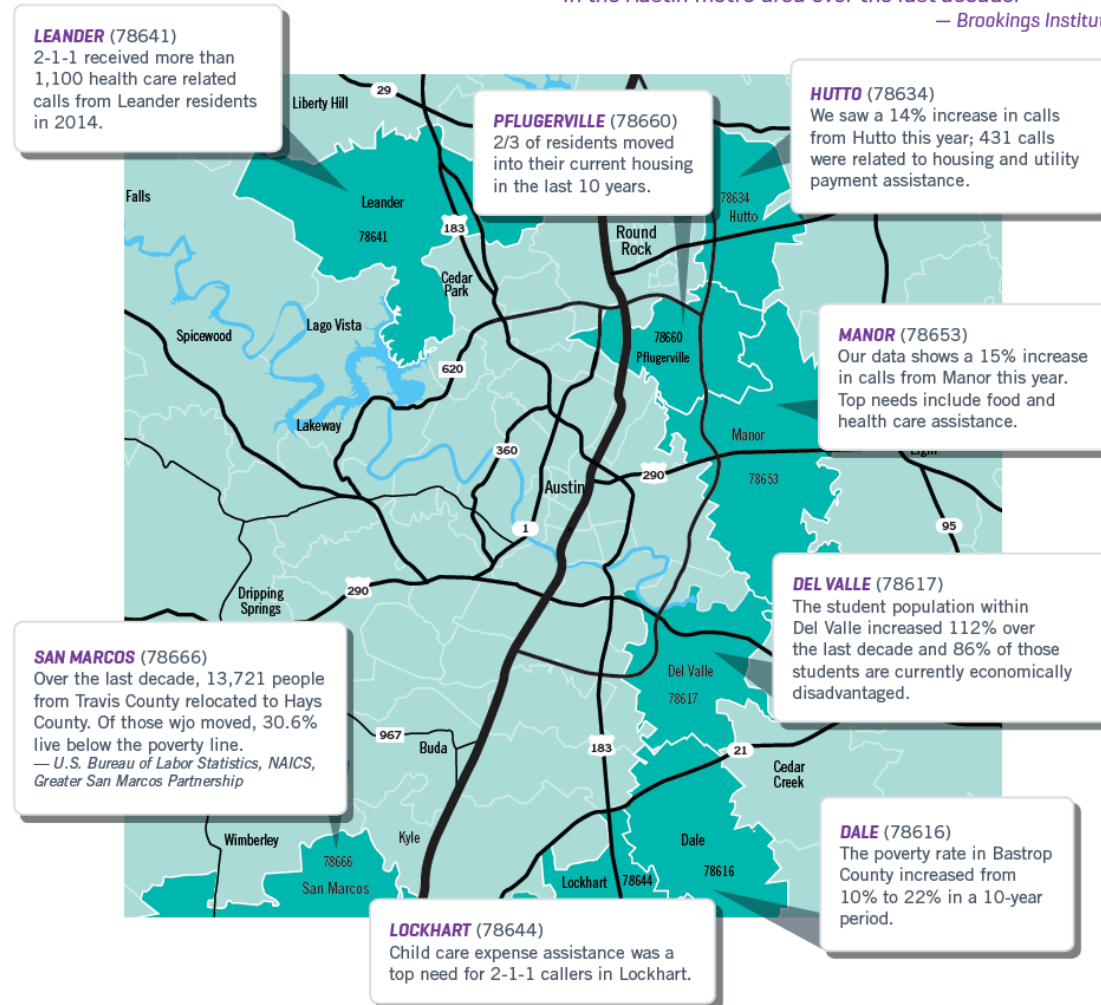 in the Austin metro area over the last decade.
— Brookings Institut
LEANDER (78641)
2-1-1 received more than
1,100 health care related
calls from Leander residents
in 2014.
PFLUGERVILLE (78660)
2/3 of residents moved
into their current housing
in the last 10 years.
HUTTO (78634)
We saw a 14% increase in calls
from Hutto this year; 431 calls
were related to housing and utility
payment assistance.
MANOR (78653)
Our data shows a 15% increase
in calls from Manor this year.
Top needs include food and
health care assistance.
DEL VALLE (78617)
The student population within
Del Valle increased 112% over
the last decade and 86% of those
students are currently economically
disadvantaged.
SAN MARCOS (78666)
Over the last decade, 13,721 people
from Travis County relocated to Hays
County. Of those wjo moved, 30.6%
live below the poverty line.
— U.S. Bureau of Labor Statistics, NAICS,
Greater San Marcos Partnership
DALE (78616)
The poverty rate in Bastrop
County increased from
10% to 22% in a 10-year
period.
LOCKHART (78644)
Child care expense assistance was a
top need for 2-1-1 callers in Lockhart.
Liberty Hill
29
Falls
Leander
78641
183
78634
Hutto
Round
Rock
Cedar
Park
Spicewood
Lago Vista
620
78660
Pflugerville
Lakeway
360
Manor
290
78653
Austin
1
95
Dripping
Springs
290
Del Valle
78617
967
Buda
183
21
Cedar
Creek
Wimberley
Kyle
78666
San Marcos
Dale
78616
Lockhart
78644